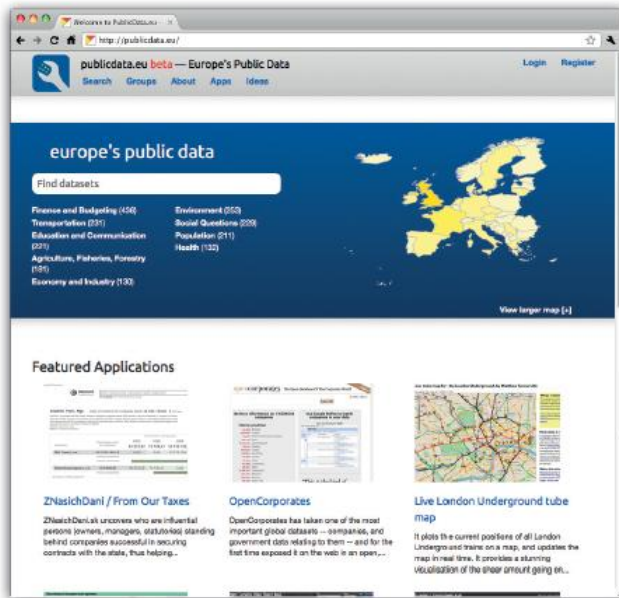 Welcome to PublicData.eu -
http://publicdata.eu/
publicdata.eu beta — Europe's Public Data
Login Register
Search Groups About Apps Ideas
europe's public data
Find datasets
Finance and Budgeting (436)
Transportation (231)
Education and Communication
(221)
Agriculture, Fisheries, Forestry
(181)
Economy and Industry (130)
Environment (253)
Social Questions (229)
Population (211)
Health (132)
View larger map [+]
Featured Applications
opencorporates
ZNasichDani / From Our Taxes
ZNasichDani.sk uncovers who are influential
persons (owners, managers, statutories) standing
behind companies successful in securing
contracts with the state, thus helping...
OpenCorporates
OpenCorporates has taken one of the most
important global datasets — companies, and
government data relating to them — and for the
first time exposed it on the web in an open,...
Live London Underground tube
map
It plots the current positions of all London
Underground trains on a map, and updates the
map in real time. It provides a stunning
visualisation of the sheer amount going on...